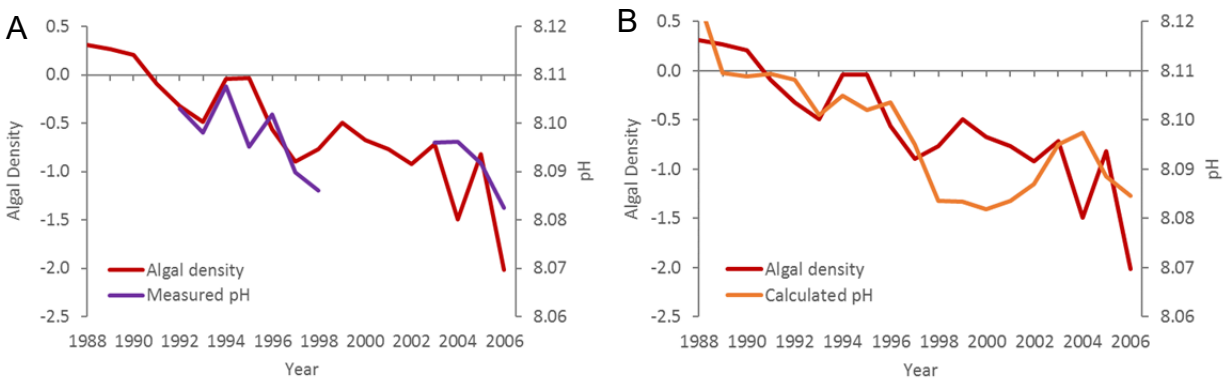 A
0.5
0.0
-0.5
-1.0
-1.5
-2.0
-2.5
Algal Density
8.12
8.11
8.10
8.09
8.08
8.07
8.06
pH
Algal density
Measured pH
1988 1990 1992 1994 1996 1998 2000 2002 2004 2006
Year
B
0.5
0.0
-0.5
-1.0
-1.5
-2.0
-2.5
Algal Density
8.12
8.11
8.10
8.09
8.08
8.07
8.06
pH
Algal density
Calculated pH
1988 1990 1992 1994 1996 1998 2000 2002 2004 2006
Year